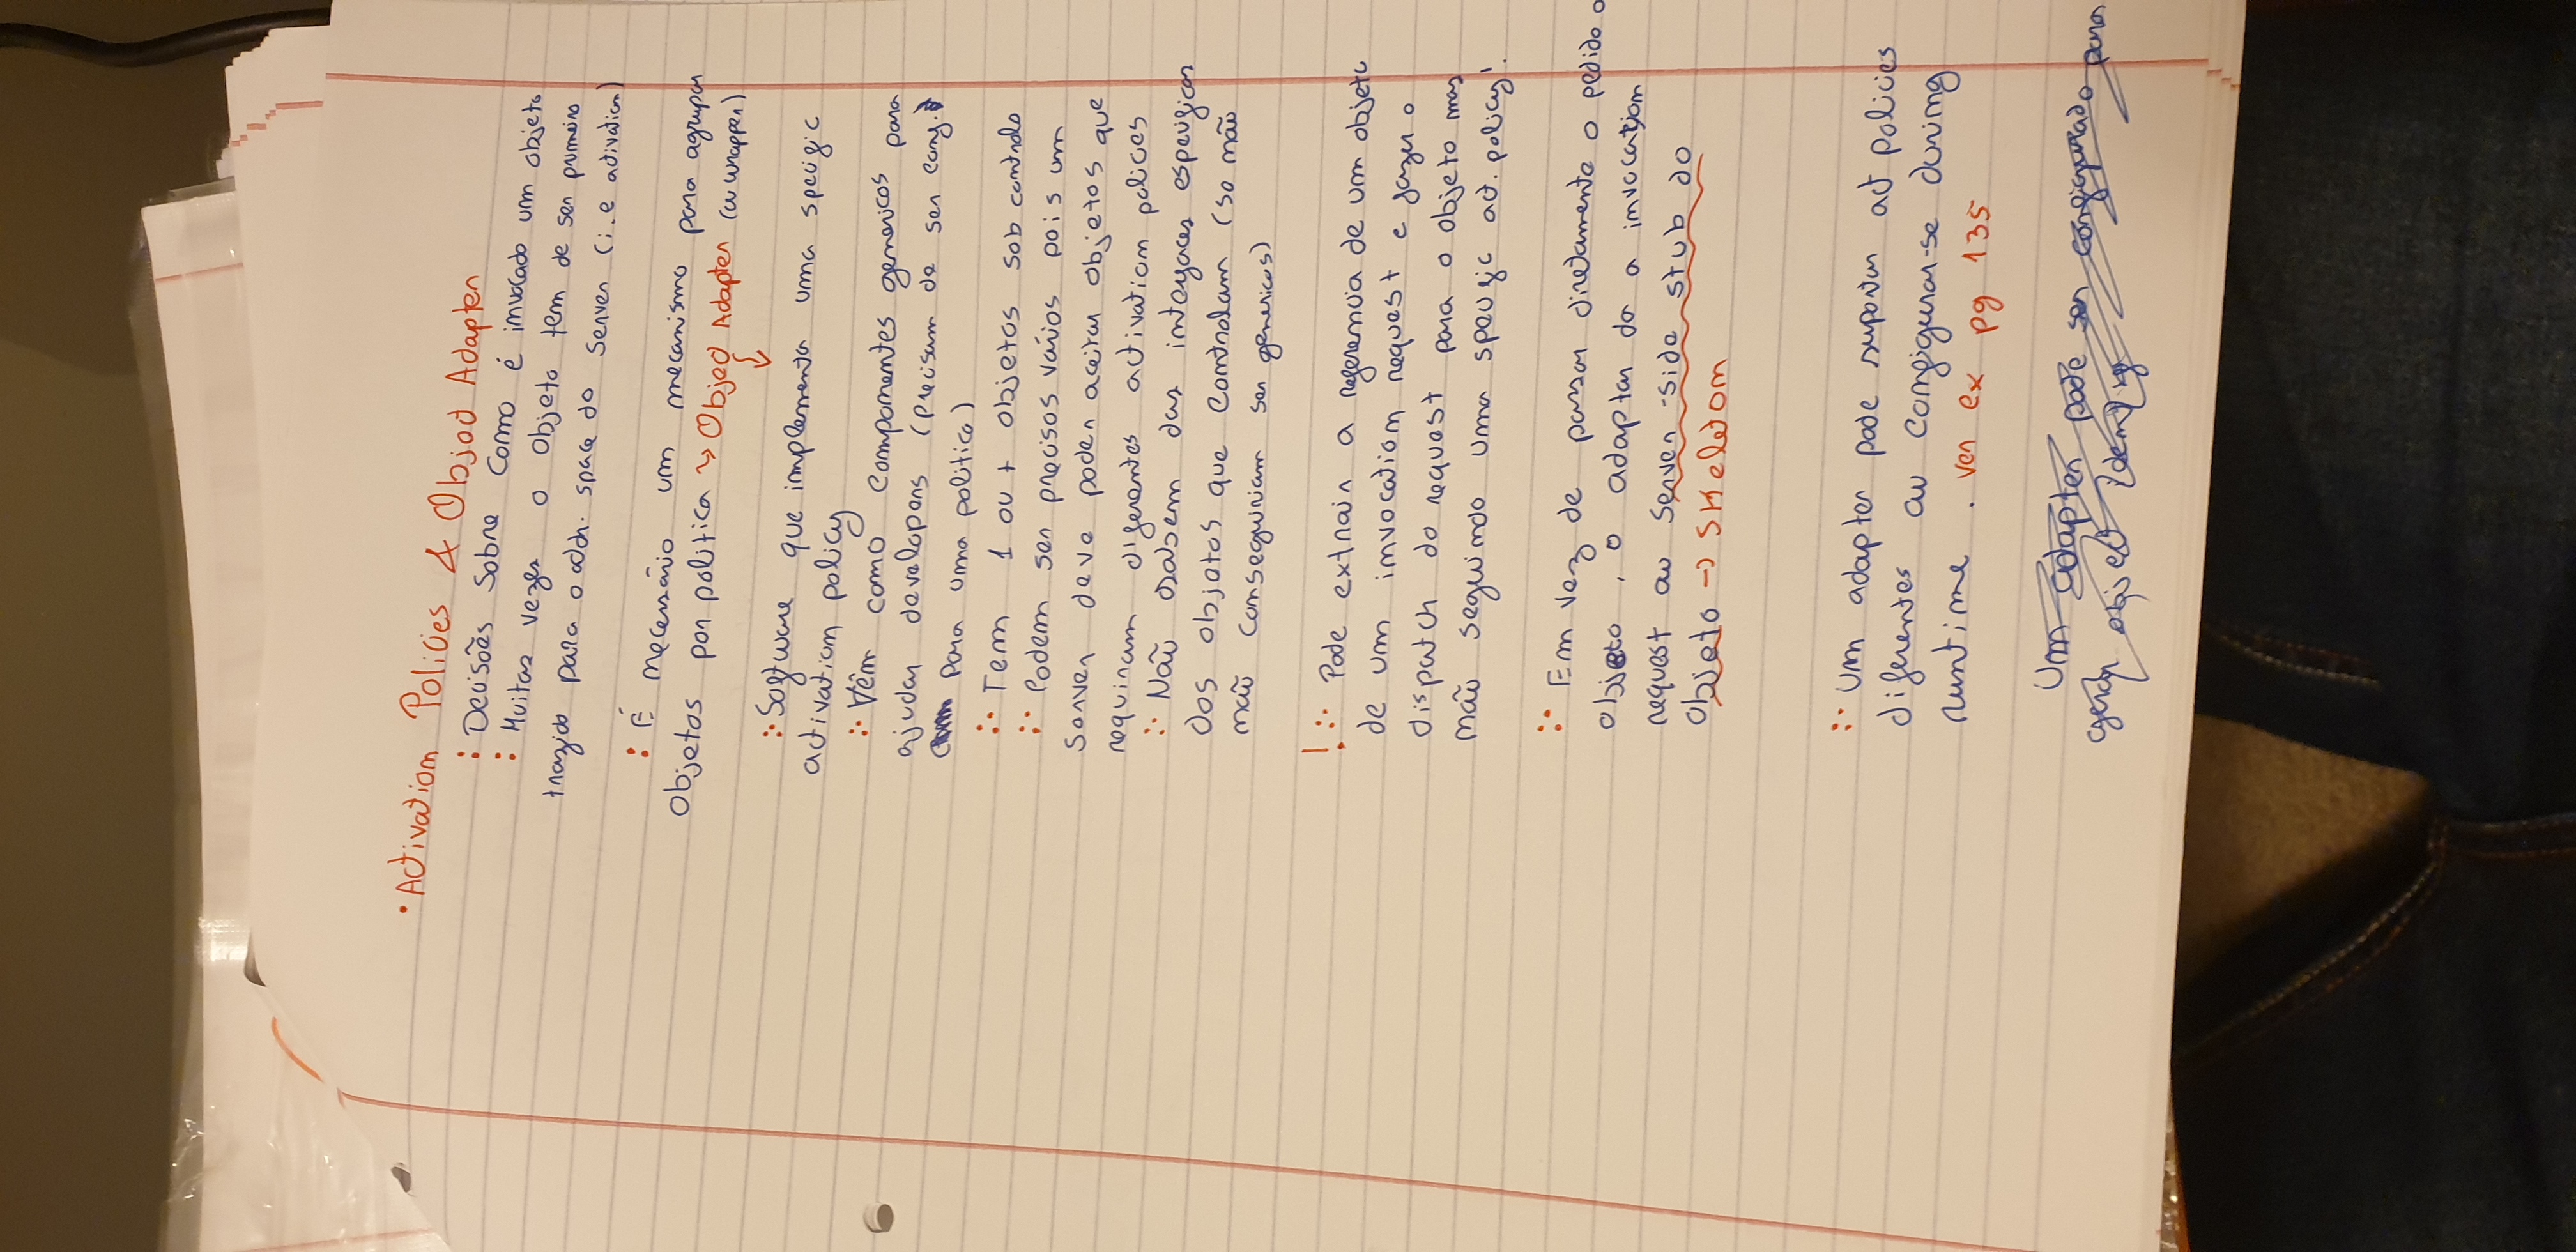 • Activation Policies & Object Adapter
: Decisões sobre como é invocado um objeto
: Muitas vezes o objeto tem de ser primeiro
trazido para o addr. space do server (i.e activation)
: É necessário um mecanismo para agrupar
objetos por politica ↝ Object Adapter (ou wrapper)
↓
:· Software que implementa uma specific
activation policy
:· Vêm como componentes genericos para
ajudar developers (precisam de ser conf.
para uma politica)
:· Tem 1 ou + objetos sob controlo
:· Podem ser precisos vários pois um
server deve poder aceitar objetos que
requiram diferentes activation polices
:· Não sabem das interfaces especificas
dos objetos que controlam (so não
não conseguiriam ser genericos)
! :· Pode extrair a referencia de um objeto
de um invocation request e fazer o
dispatch do request para o objeto mas
não seguindo uma specific act. policy!
:· Em vez de passar diretamente o pedido o
objeto, o adapter da a invocation
request ao server-side stub do
objeto → Skeleton
:· Um adapter pode suportar act policies
diferentes ou configurar-se during
runtime. ver ex pg 135
Um adapter pode ser configurado para
gerar object